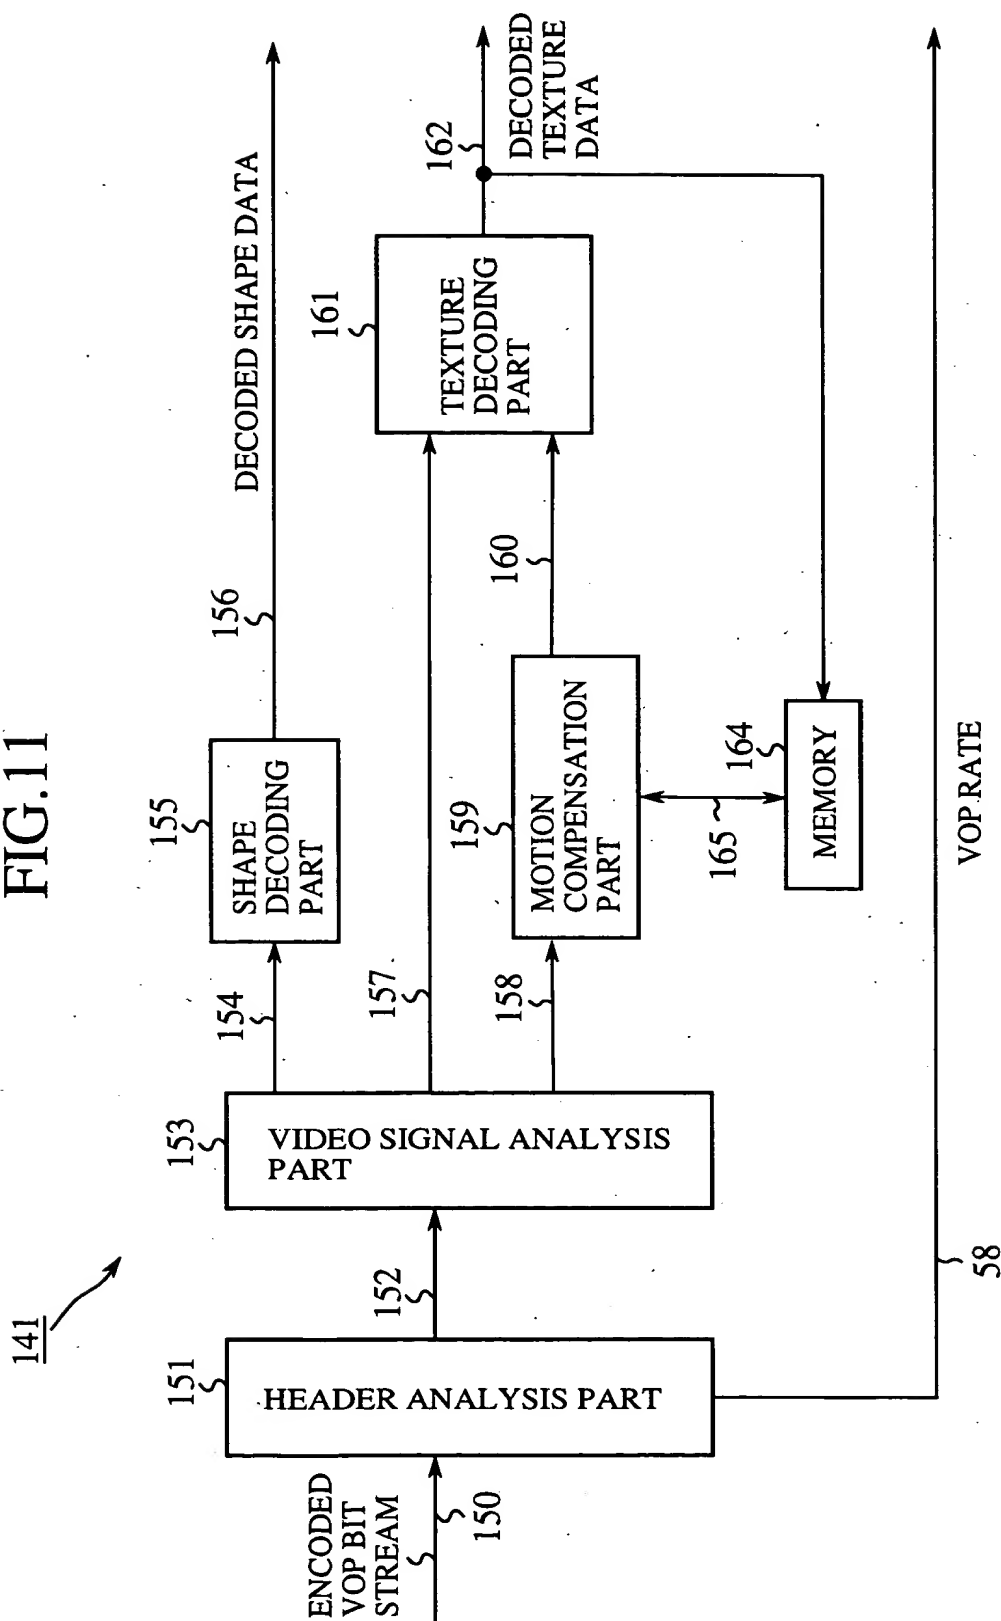 FIG.11
141
ENCODED
VOP BIT
STREAM
150
151
HEADER ANALYSIS PART
152
153
VIDEO SIGNAL ANALYSIS
PART
154
155
SHAPE
DECODING
PART
156
DECODED SHAPE DATA
157
158
159
MOTION
COMPENSATION
PART
160
161
TEXTURE
DECODING
PART
162
DECODED
TEXTURE
DATA
165
164
MEMORY
58
VOP RATE